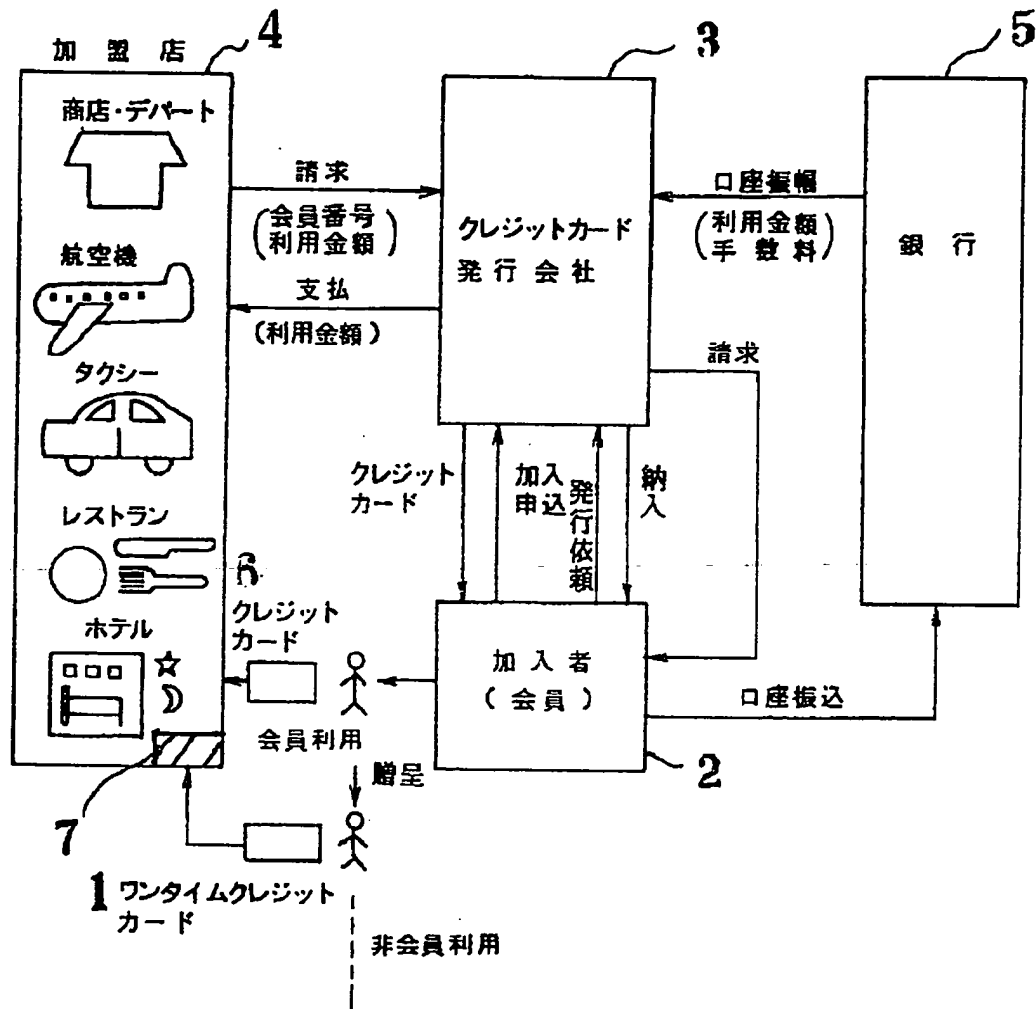 加盟店
4
商店・デパート
航空機
タクシー
レストラン
ホテル
7
請求
(会員番号
利用金額)
支払
(利用金額)
3
クレジットカード
発行会社
口座振幅
(利用金額
手数料)
5
銀行
請求
クレジット
カード
加入
申込
発行依頼
納入
6
クレジット
カード
会員利用
加入者
(会員)
2
口座振込
贈呈
1 ワンタイムクレジット
カード
非会員利用